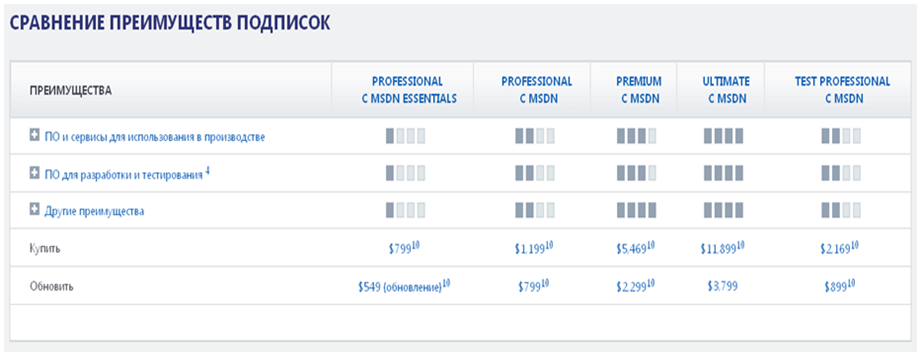 СРАВНЕНИЕ ПРЕИМУЩЕСТВ ПОДПИСОК
ПРЕИМУЩЕСТВА
PROFESSIONAL
С MSDN ESSENTIALS
PROFESSIONAL
С MSDN
PREMIUM
С MSDN
ULTIMATE
С MSDN
TEST PROFESSIONAL
С MSDN
ПО и сервисы для использования в производстве
ПО для разработки и тестирования 4
Другие преимущества
Купить $799¹⁰ $1,199¹⁰ $5,469¹⁰ $11,899¹⁰ $2,169¹⁰
Обновить $549 (обновление)¹⁰ $799¹⁰ $2,299¹⁰ $3,799 $899¹⁰